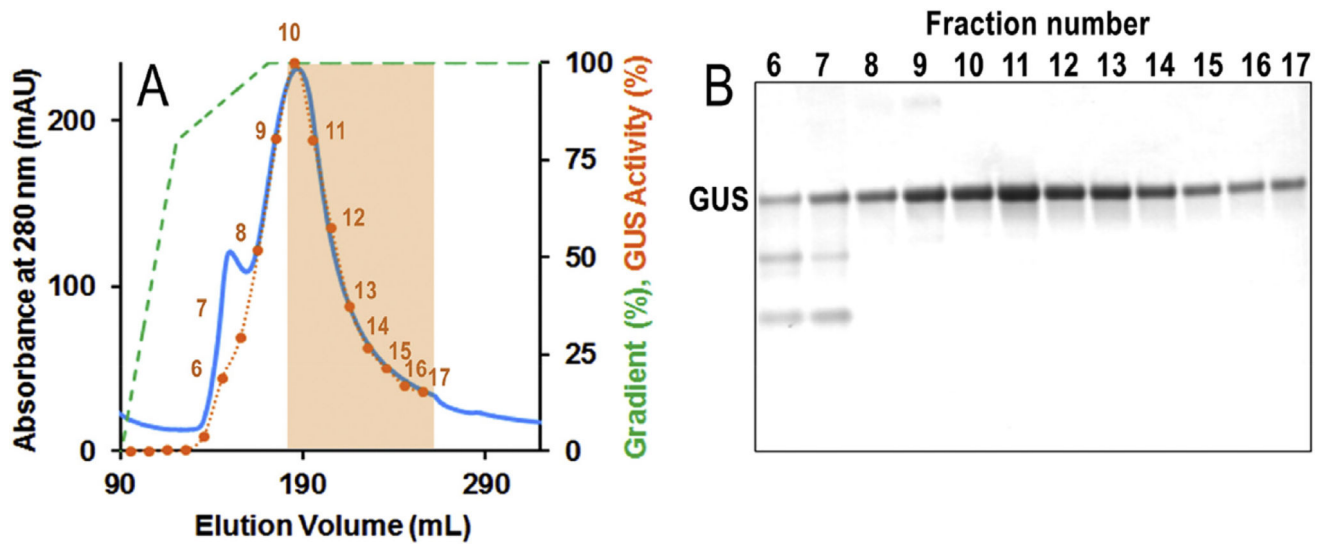 A
Absorbance at 280 nm (mAU)
200
100
0
90
190
290
Elution Volume (mL)
100
75
50
25
0
Gradient (%), GUS Activity (%)
6
7
8
9
10
11
12
13
14
15
16
17
B
Fraction number
6 7 8 9 10 11 12 13 14 15 16 17
GUS